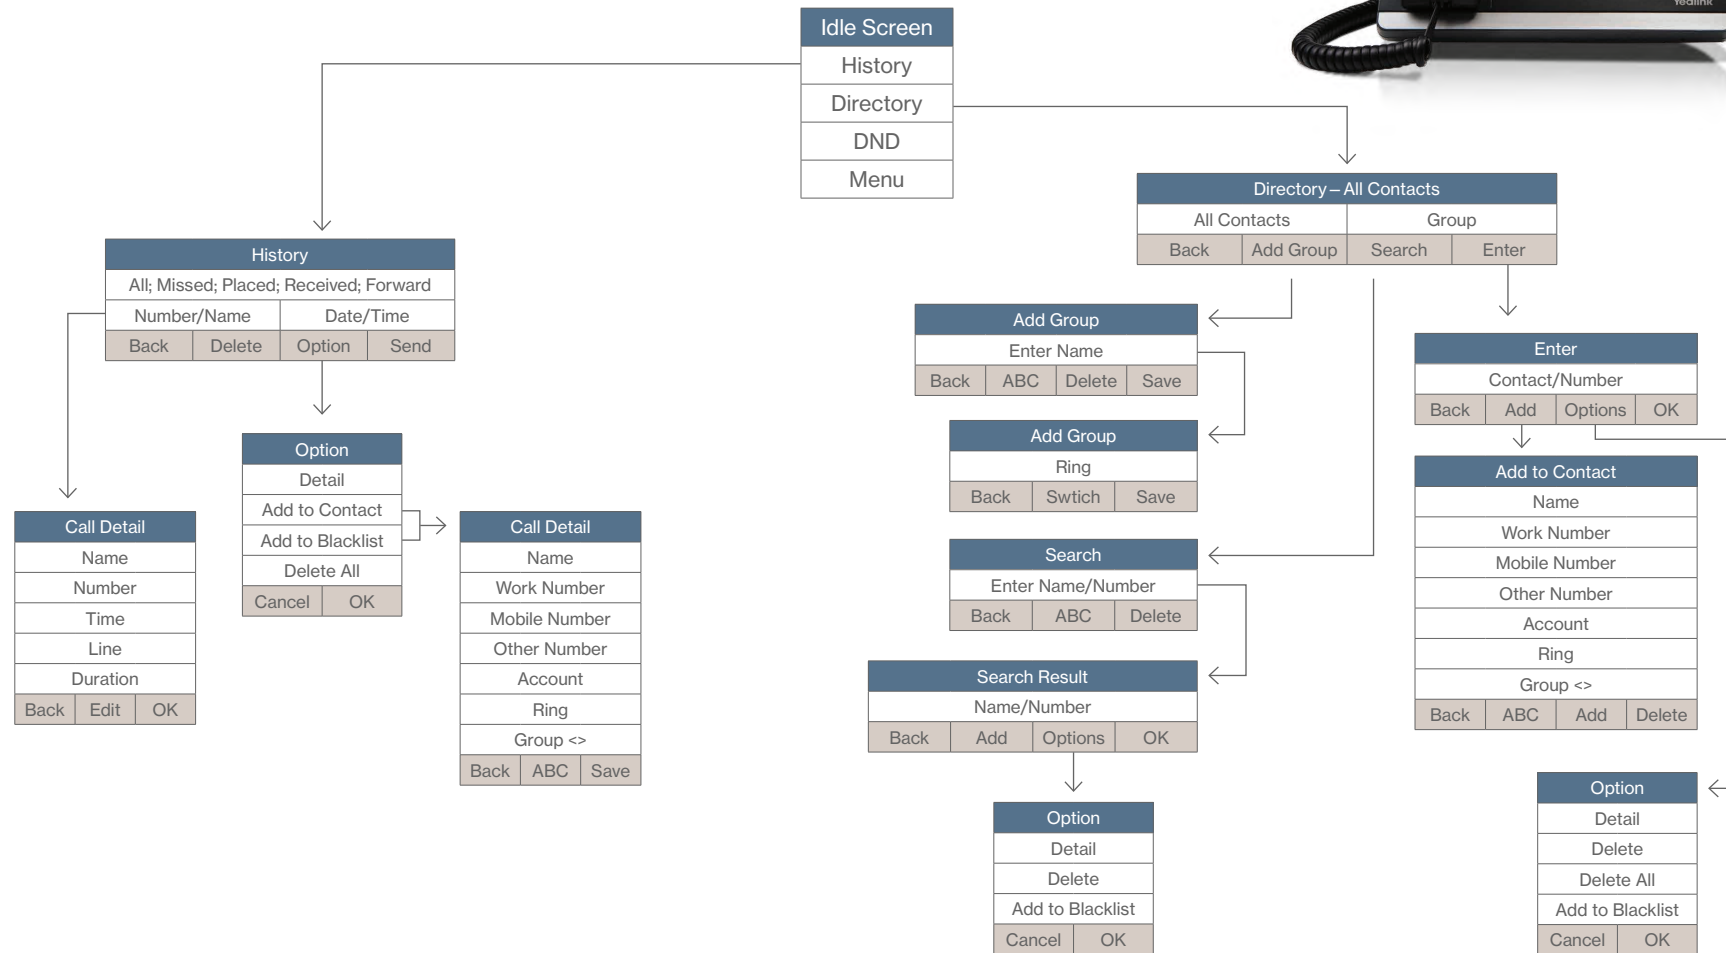 Yealink
Idle Screen
History
Directory
DND
Menu
History
All; Missed; Placed; Received; Forward
Number/Name Date/Time
Back Delete Option Send
Call Detail
Name
Number
Time
Line
Duration
Back Edit OK
Option
Detail
Add to Contact
Add to Blacklist
Delete All
Cancel OK
Call Detail
Name
Work Number
Mobile Number
Other Number
Account
Ring
Group <>
Back ABC Save
Directory – All Contacts
All Contacts Group
Back Add Group Search Enter
Add Group
Enter Name
Back ABC Delete Save
Add Group
Ring
Back Swtich Save
Search
Enter Name/Number
Back ABC Delete
Search Result
Name/Number
Back Add Options OK
Option
Detail
Delete
Add to Blacklist
Cancel OK
Enter
Contact/Number
Back Add Options OK
Add to Contact
Name
Work Number
Mobile Number
Other Number
Account
Ring
Group <>
Back ABC Add Delete
Option
Detail
Delete
Delete All
Add to Blacklist
Cancel OK